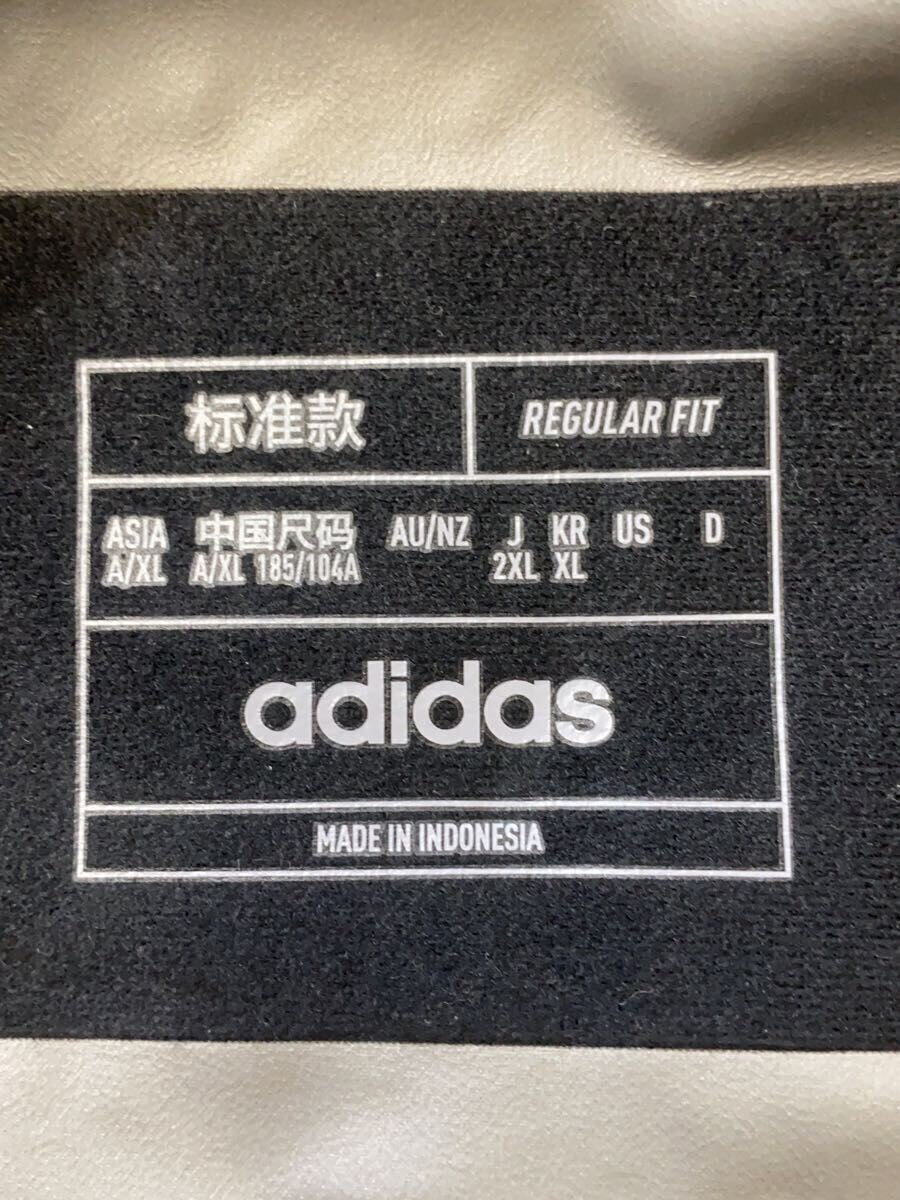 标准款 REGULAR FIT
ASIA 中国尺码 AU/NZ J KR US D
A/XL A/XL 185/104A 2XL XL
adidas
MADE IN INDONESIA